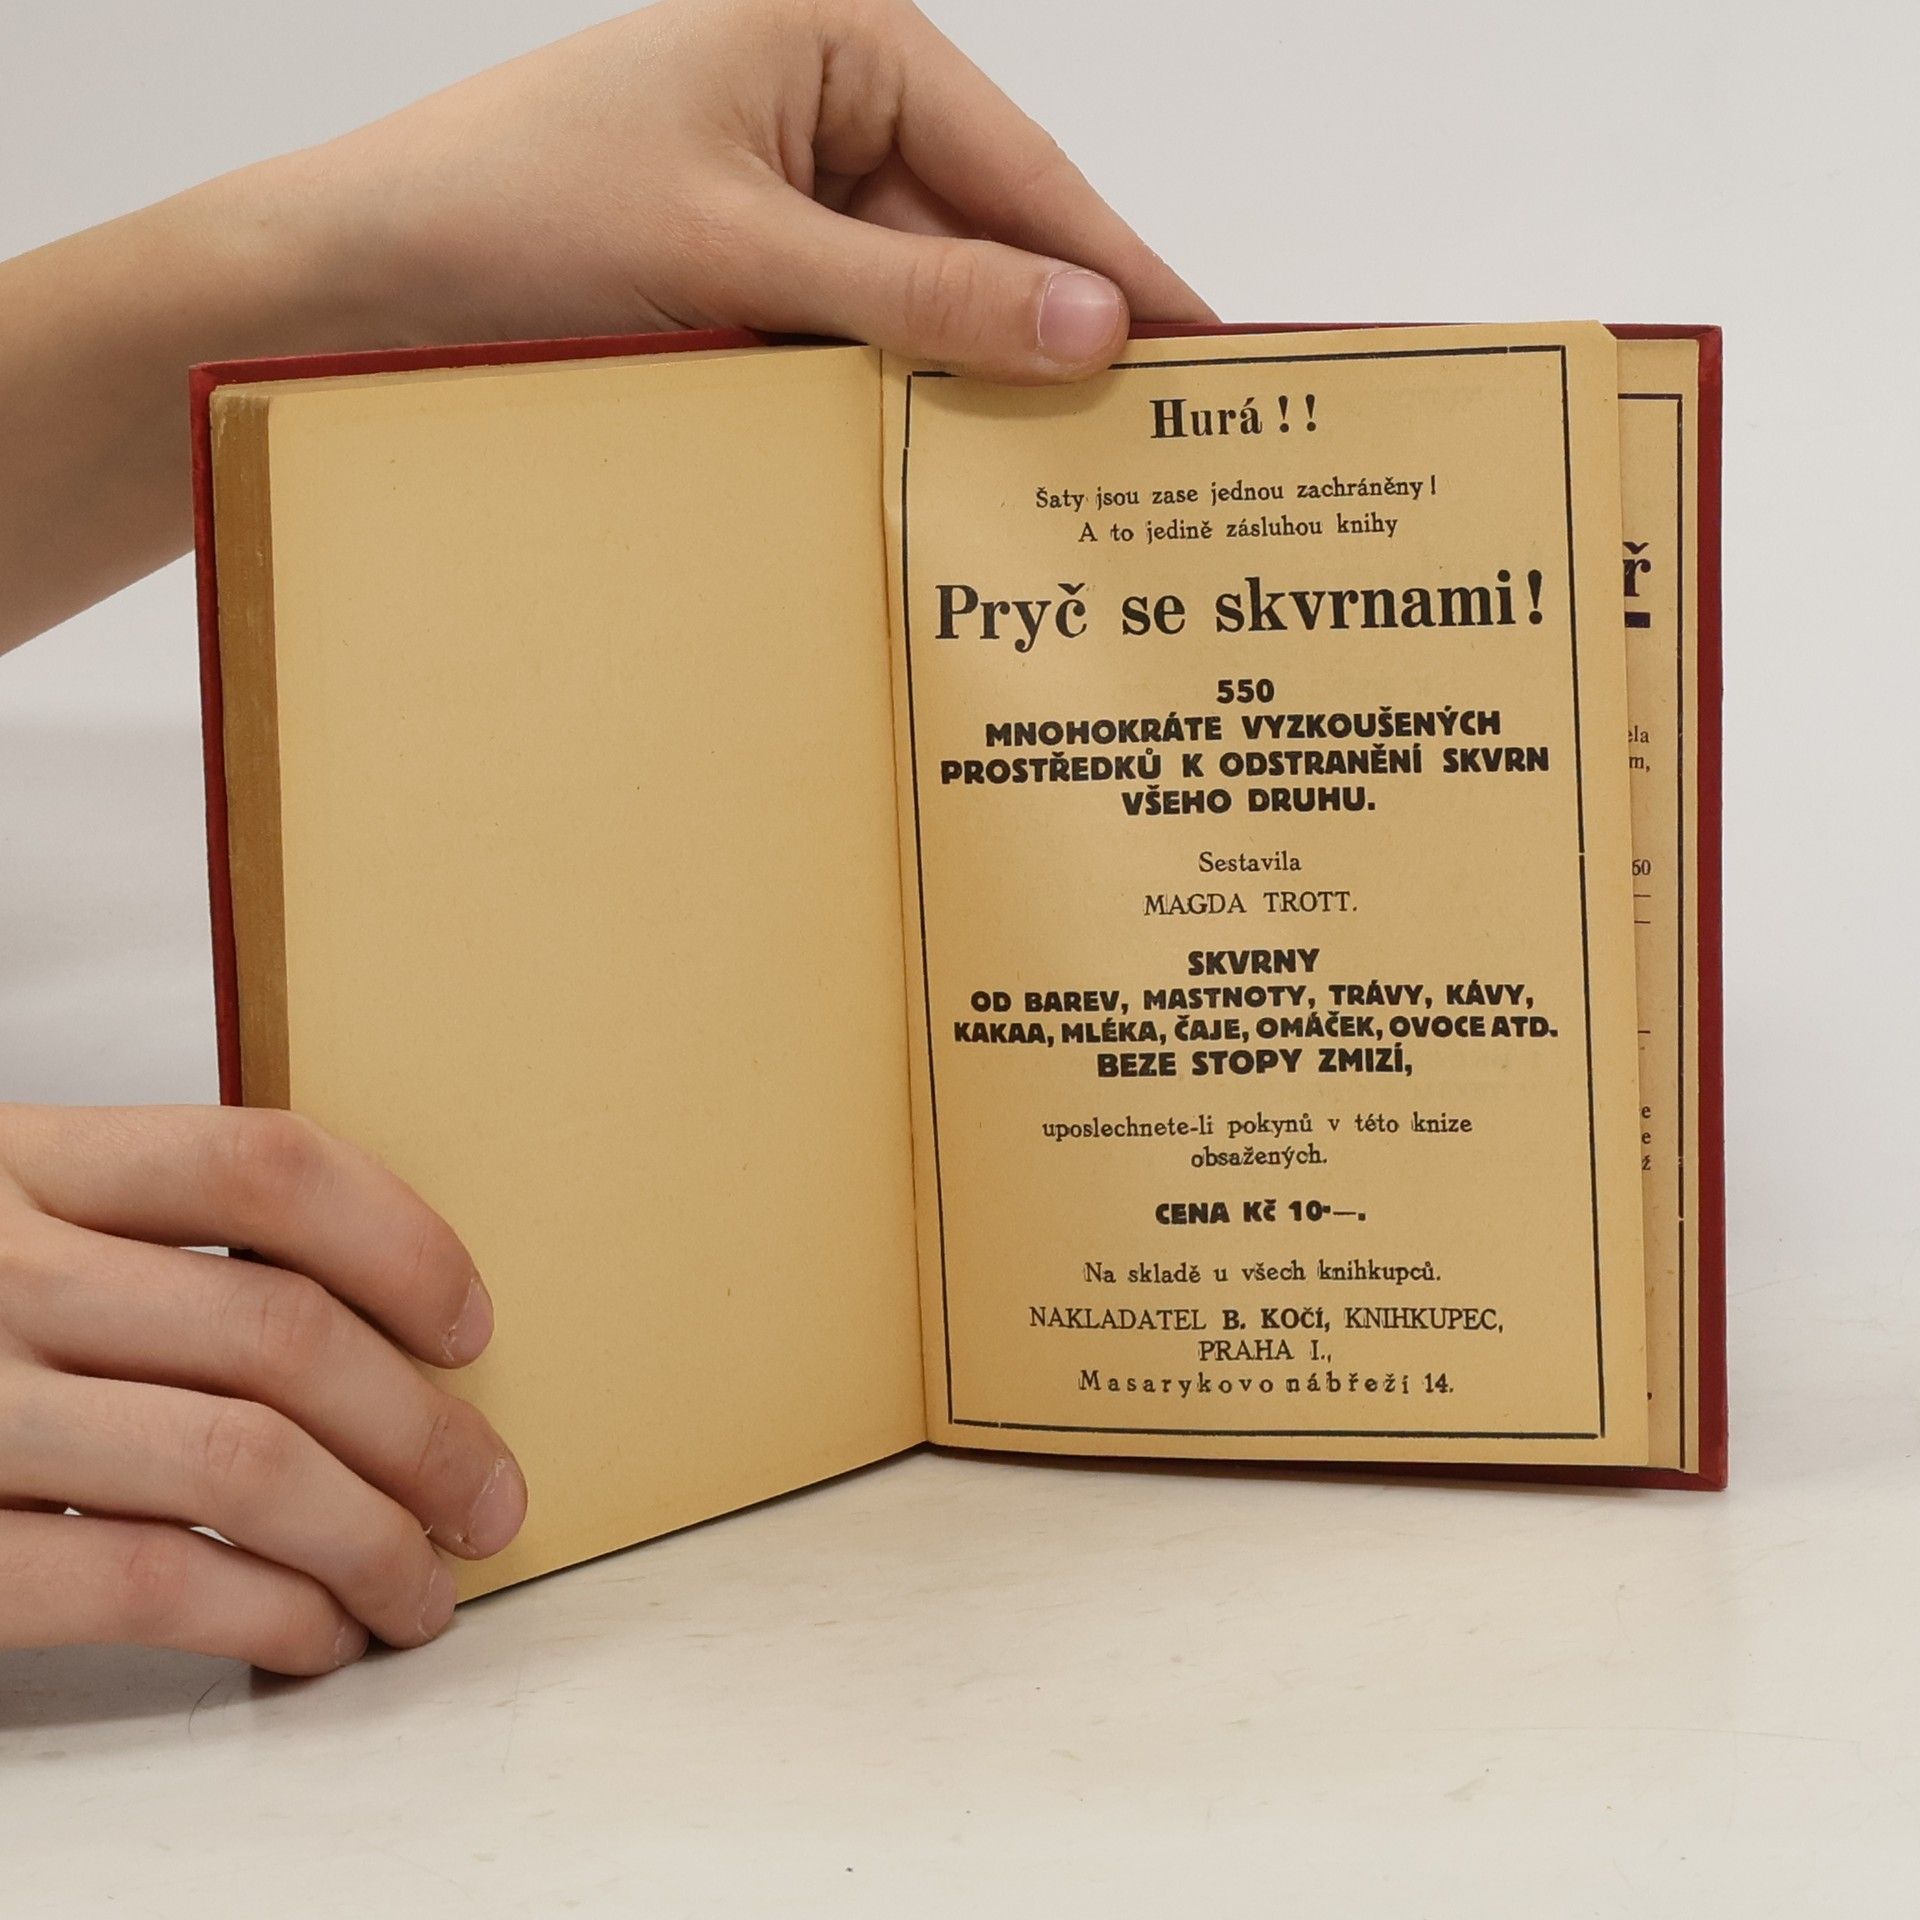 Hurá!!
Šaty jsou zase jednou zachráněny!
A to jedině zásluhou knihy
Pryč se skvrnami!
550
MNOHOKRÁTE VYZKOUŠENÝCH
PROSTŘEDKŮ K ODSTRANĚNÍ SKVRN
VŠEHO DRUHU.
Sestavila
MAGDA TROTT.
SKVRNY
OD BAREV, MASTNOTY, TRÁVY, KÁVY,
KAKAA, MLÉKA, ČAJE, OMÁČEK, OVOCE ATD.
BEZE STOPY ZMIZÍ,
uposlechnete-li pokynů v této knize
obsažených.
CENA Kč 10·—.
Na skladě u všech knihkupců.
NAKLADATEL B. KOČÍ, KNIHKUPEC,
PRAHA I.,
Masarykovo nábřeží 14.